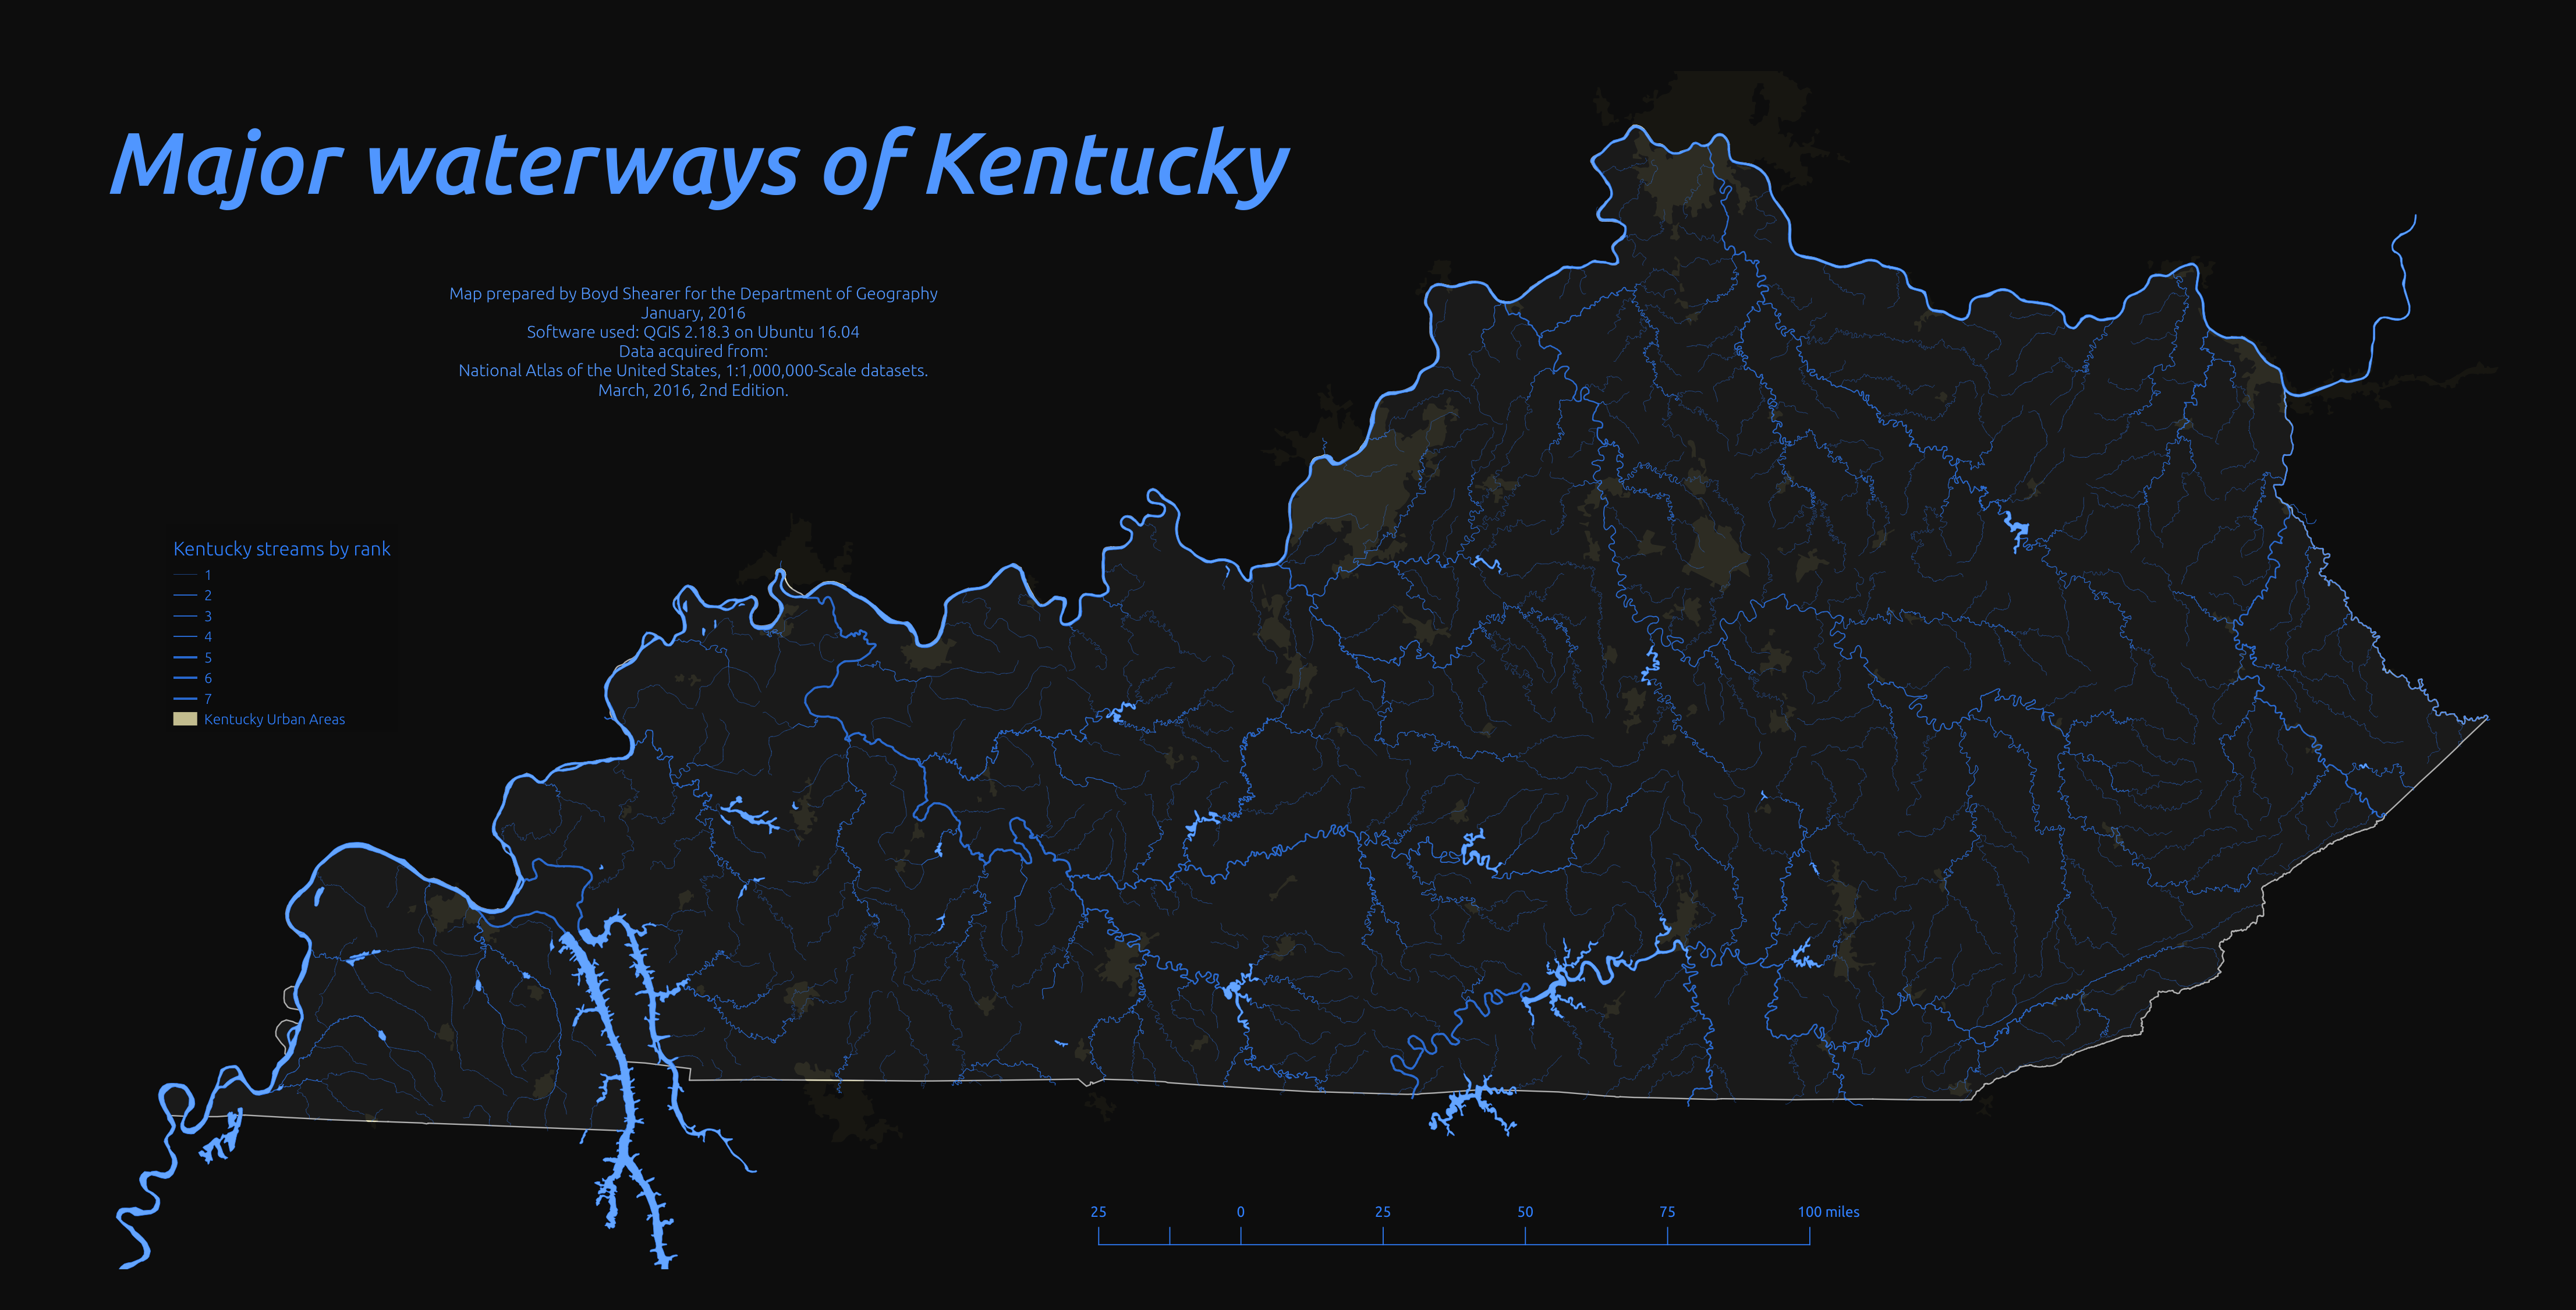 Major waterways of Kentucky
Map prepared by Boyd Shearer for the Department of Geography
January, 2016
Software used: QGIS 2.18.3 on Ubuntu 16.04
Data acquired from:
National Atlas of the United States, 1:1,000,000-Scale datasets.
March, 2016, 2nd Edition.
Kentucky streams by rank
1
2
3
4
5
6
7
Kentucky Urban Areas
25 0 25 50 75 100 miles